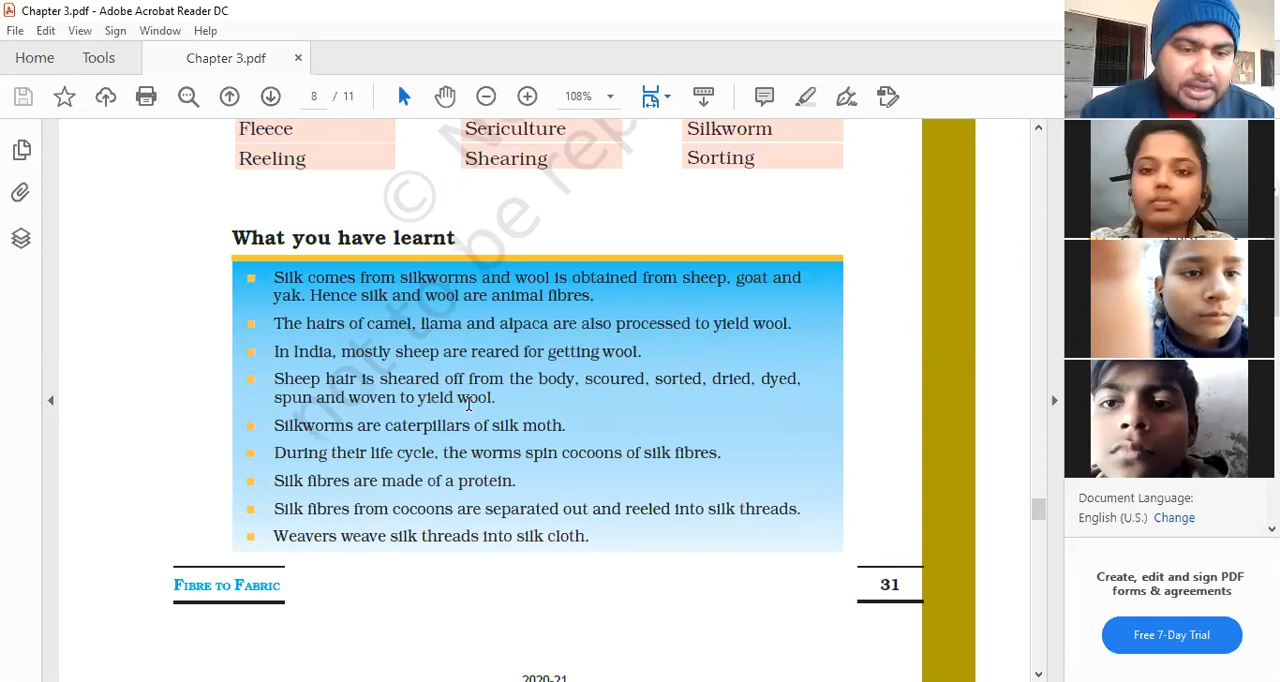 Chapter 3.pdf - Adobe Acrobat Reader DC
File Edit View Sign Window Help
Home Tools Chapter 3.pdf ×
8 / 11 108%
Fleece Sericulture Silkworm
Reeling Shearing Sorting
© not to be
What you have learnt
Silk comes from silkworms and wool is obtained from sheep, goat and
yak. Hence silk and wool are animal fibres.
The hairs of camel, llama and alpaca are also processed to yield wool.
In India, mostly sheep are reared for getting wool.
Sheep hair is sheared off from the body, scoured, sorted, dried, dyed,
spun and woven to yield wool.
Silkworms are caterpillars of silk moth.
During their life cycle, the worms spin cocoons of silk fibres.
Silk fibres are made of a protein.
Silk fibres from cocoons are separated out and reeled into silk threads.
Weavers weave silk threads into silk cloth.
FIBRE TO FABRIC
31
2020-21
Document Language:
English (U.S.) Change
Create, edit and sign PDF
forms & agreements
Free 7-Day Trial